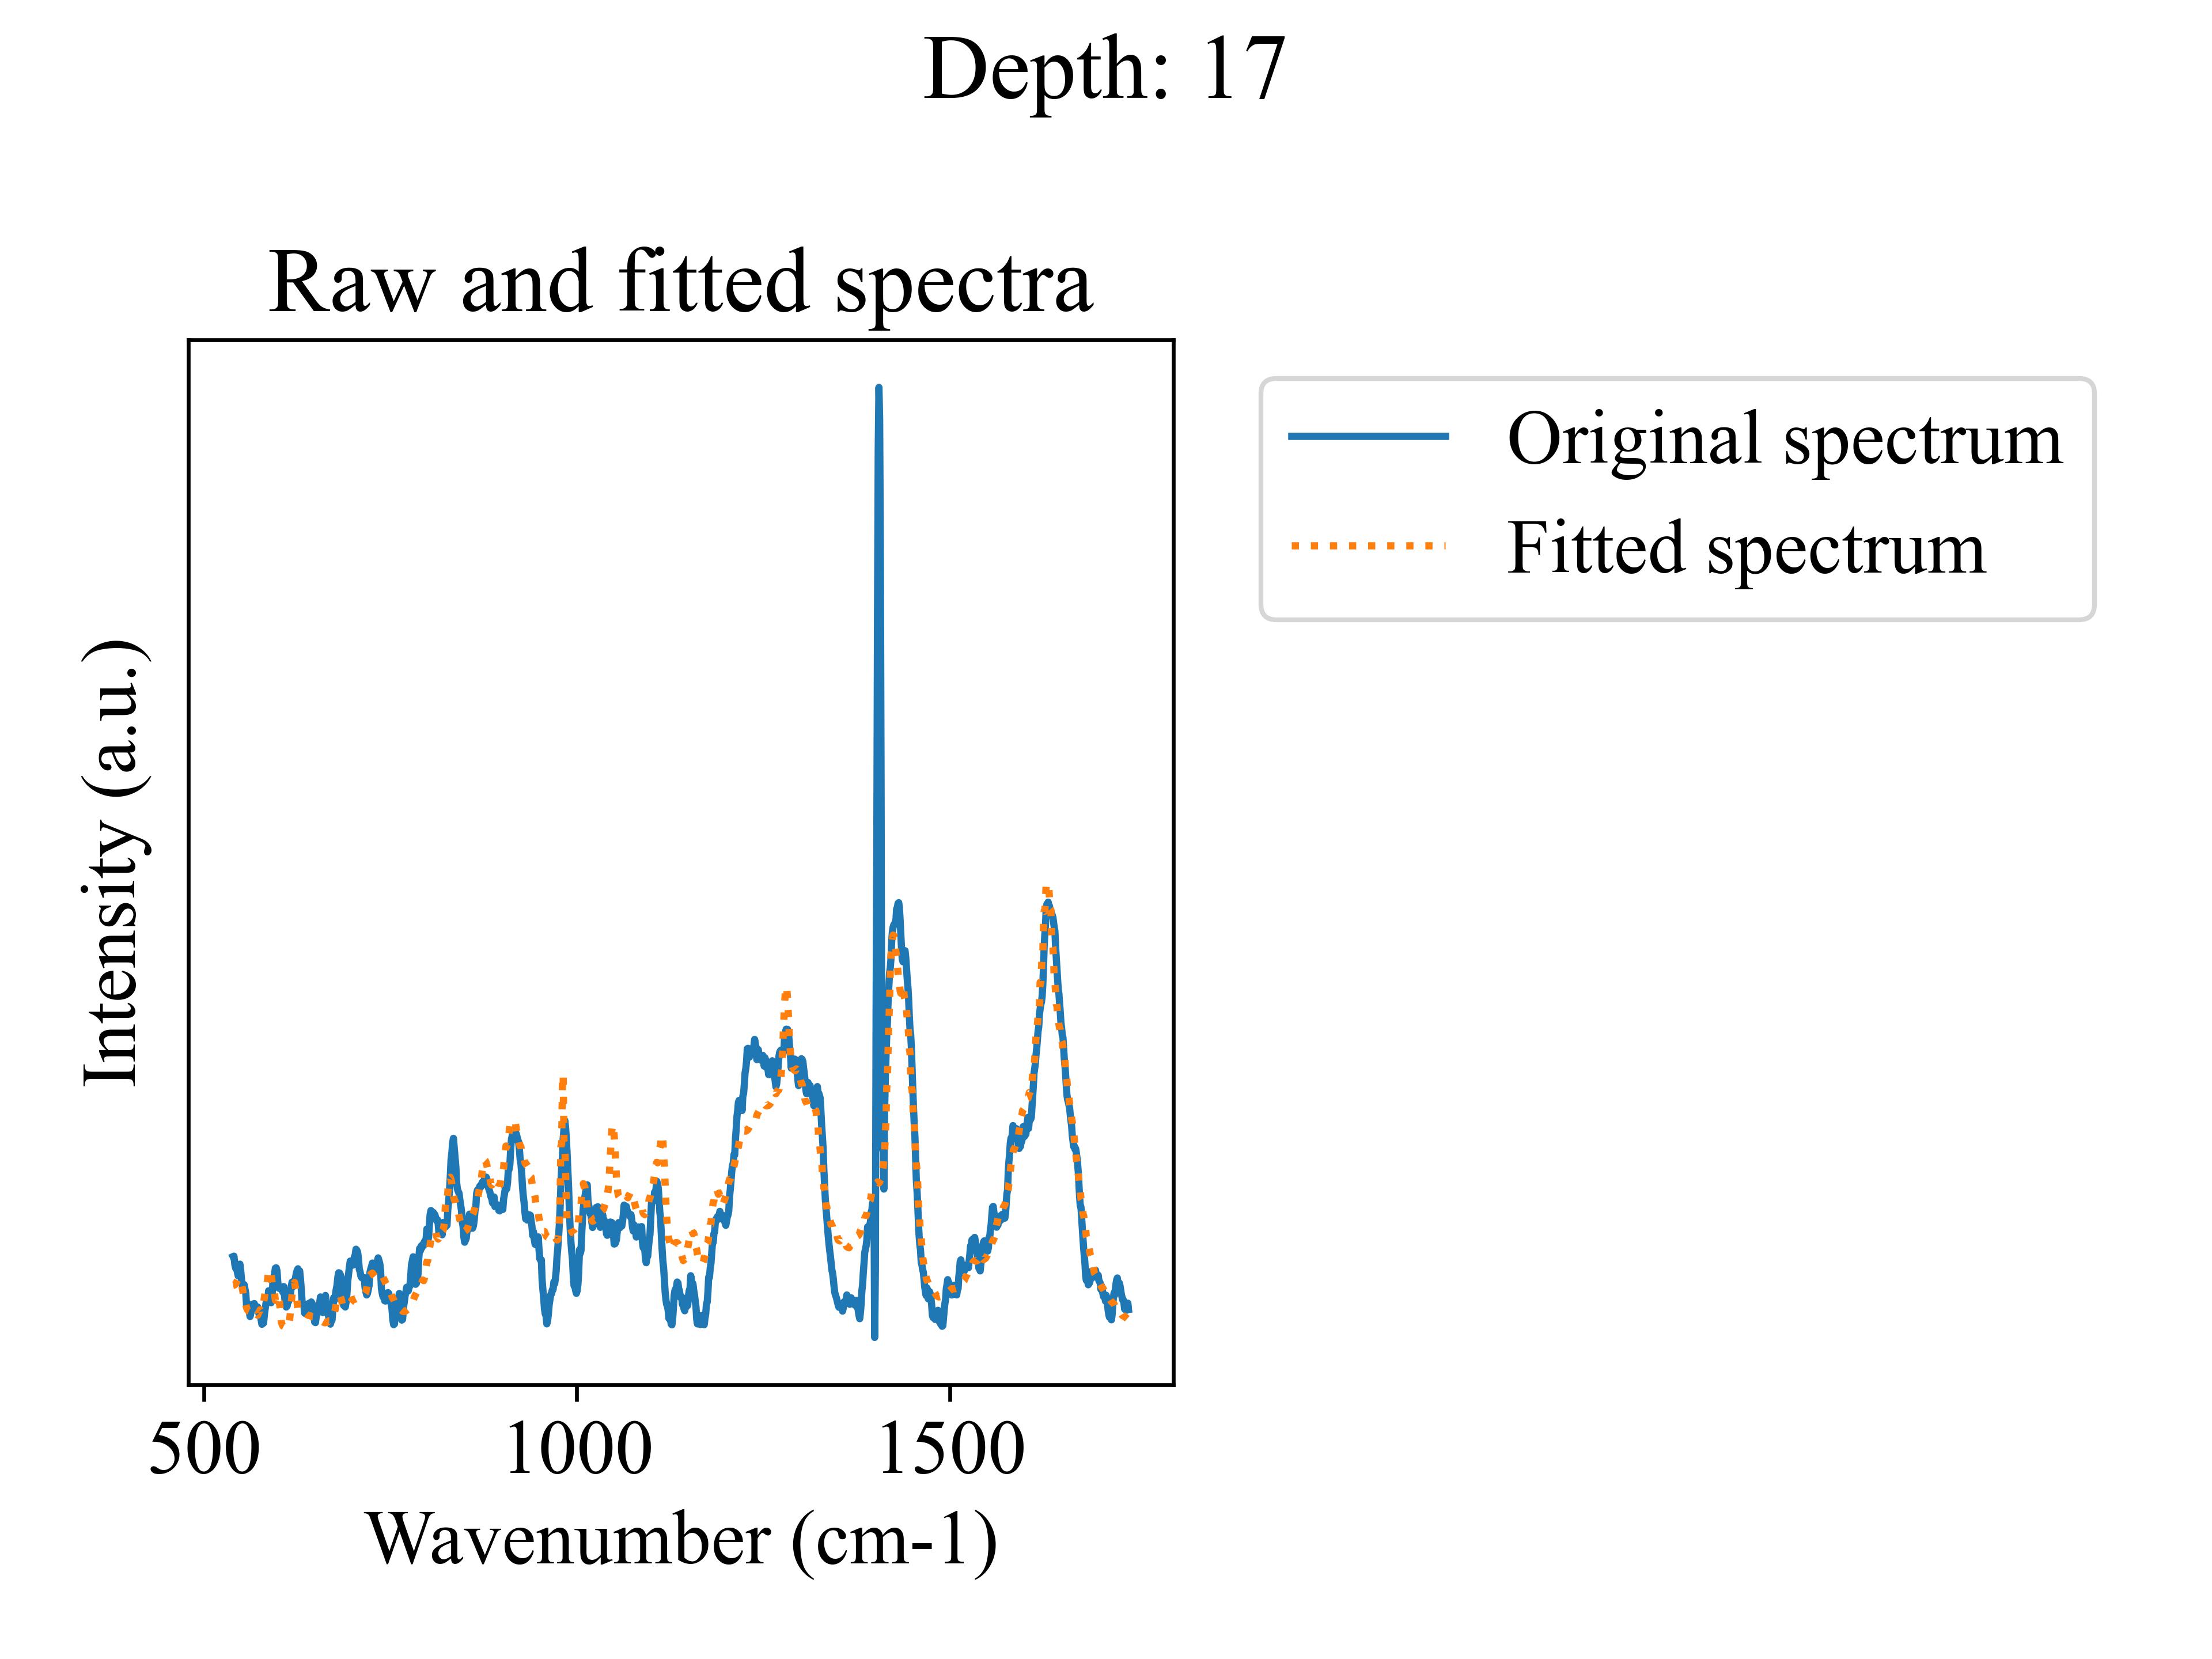 Depth: 17
Raw and fitted spectra
Original spectrum
Fitted spectrum
Intensity (a.u.)
500 1000 1500
Wavenumber (cm-1)